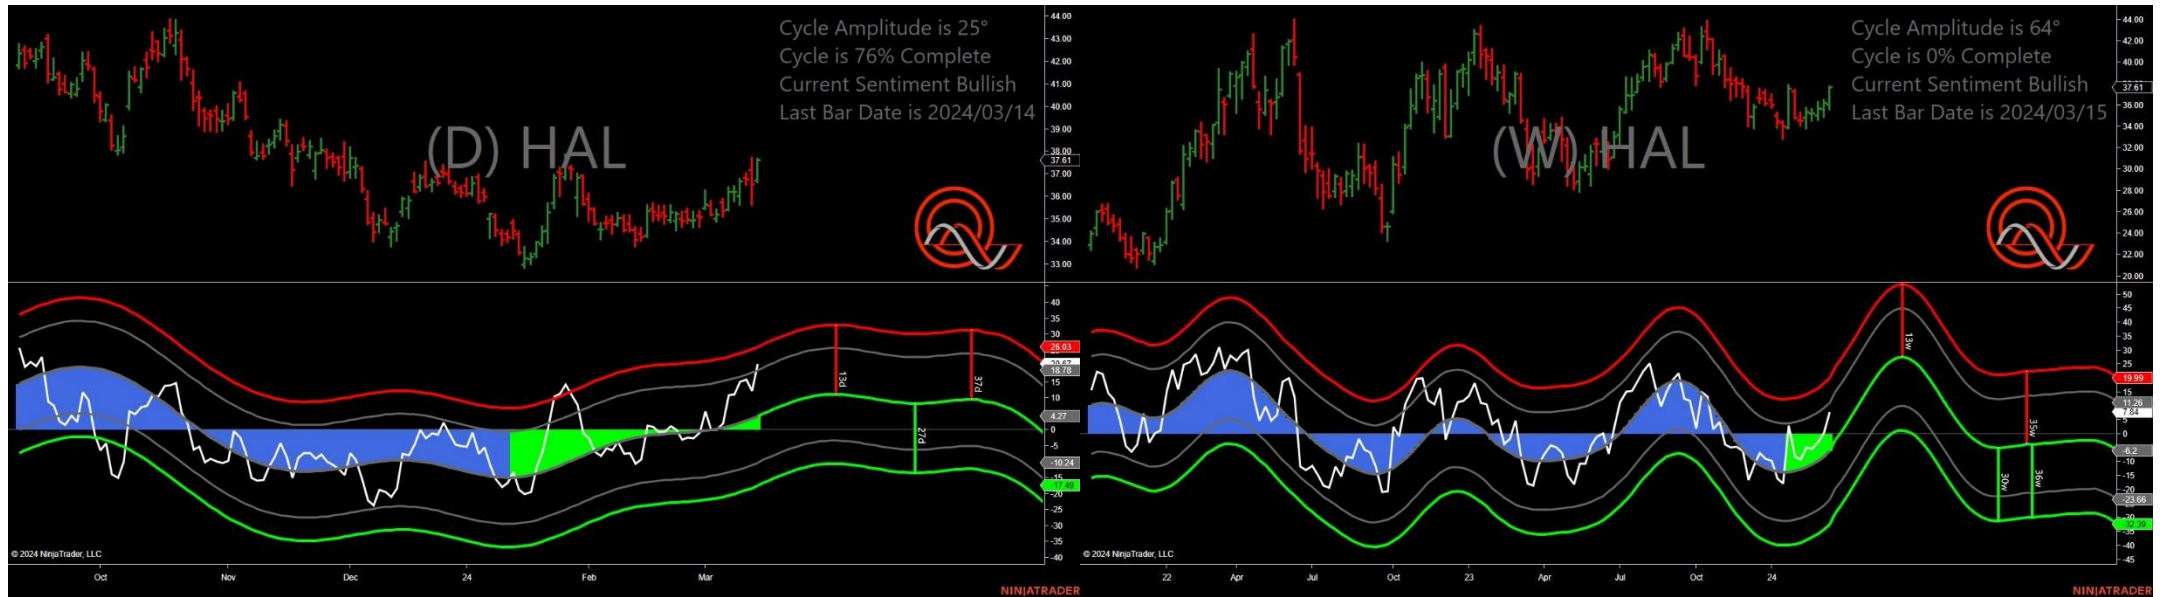 Cycle Amplitude is 25°
Cycle is 76% Complete
Current Sentiment Bullish
Last Bar Date is 2024/03/14
(D) HAL
44.00
43.00
42.00
41.00
40.00
39.00
38.00
37.61
37.00
36.00
35.00
34.00
33.00
40
35
30
26.03
20.67
18.78
15
10
4.27
0
-5
-10.24
-15
-17.49
-20
-25
-30
-35
-40
13d
27d
37d
© 2024 NinjaTrader, LLC
Oct
Nov
Dec
24
Feb
Mar
NINJATRADER
Cycle Amplitude is 64°
Cycle is 0% Complete
Current Sentiment Bullish
Last Bar Date is 2024/03/15
(W) HAL
44.00
42.00
40.00
37.61
36.00
34.00
32.00
30.00
28.00
26.00
24.00
22.00
20.00
50
45
40
35
30
25
19.99
15
11.26
7.84
5
0
-6.2
-10
-15
-20
-23.66
-32.39
-35
-40
-45
13w
30w
35w
36w
© 2024 NinjaTrader, LLC
22
Apr
Jul
Oct
23
Apr
Jul
Oct
24
NINJATRADER